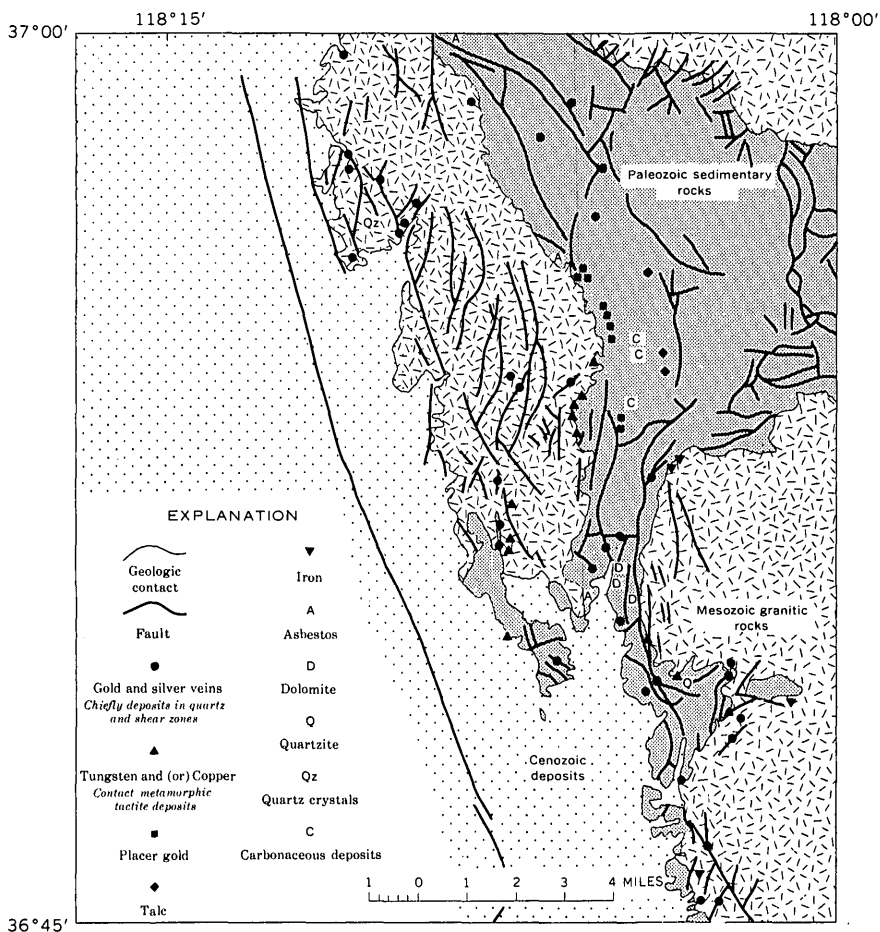 118°15'
118°00'
37°00'
A
Paleozoic sedimentary
rocks
Qz
A
C
C
C
EXPLANATION
Geologic
contact
Fault
Gold and silver veins
Chiefly deposits in quartz
and shear zones
Tungsten and (or) Copper
Contact metamorphic
tactite deposits
Placer gold
Talc
Iron
A
Asbestos
D
Dolomite
Q
Quartzite
Qz
Quartz crystals
C
Carbonaceous deposits
D
D
D
A
Mesozoic granitic
rocks
Q
Cenozoic
deposits
1 0 1 2 3 4 MILES
36°45'